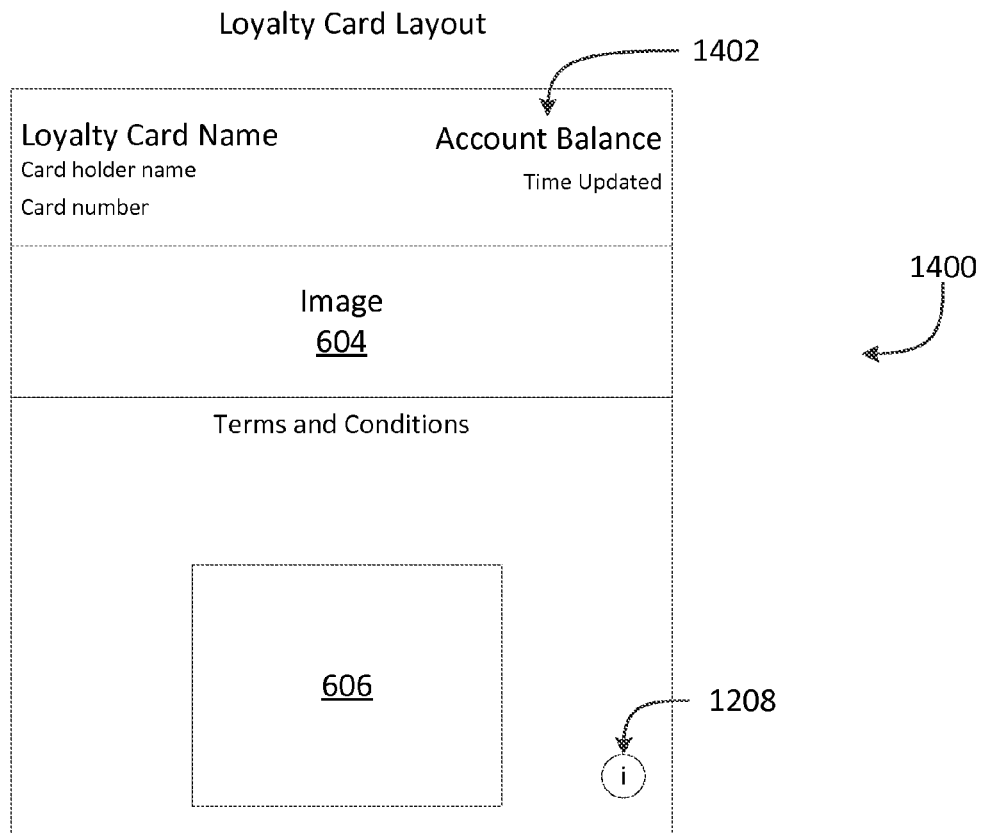 Loyalty Card Layout
1402
Loyalty Card Name
Account Balance
Card holder name
Time Updated
Card number
1400
Image
604
Terms and Conditions
606
1208
i